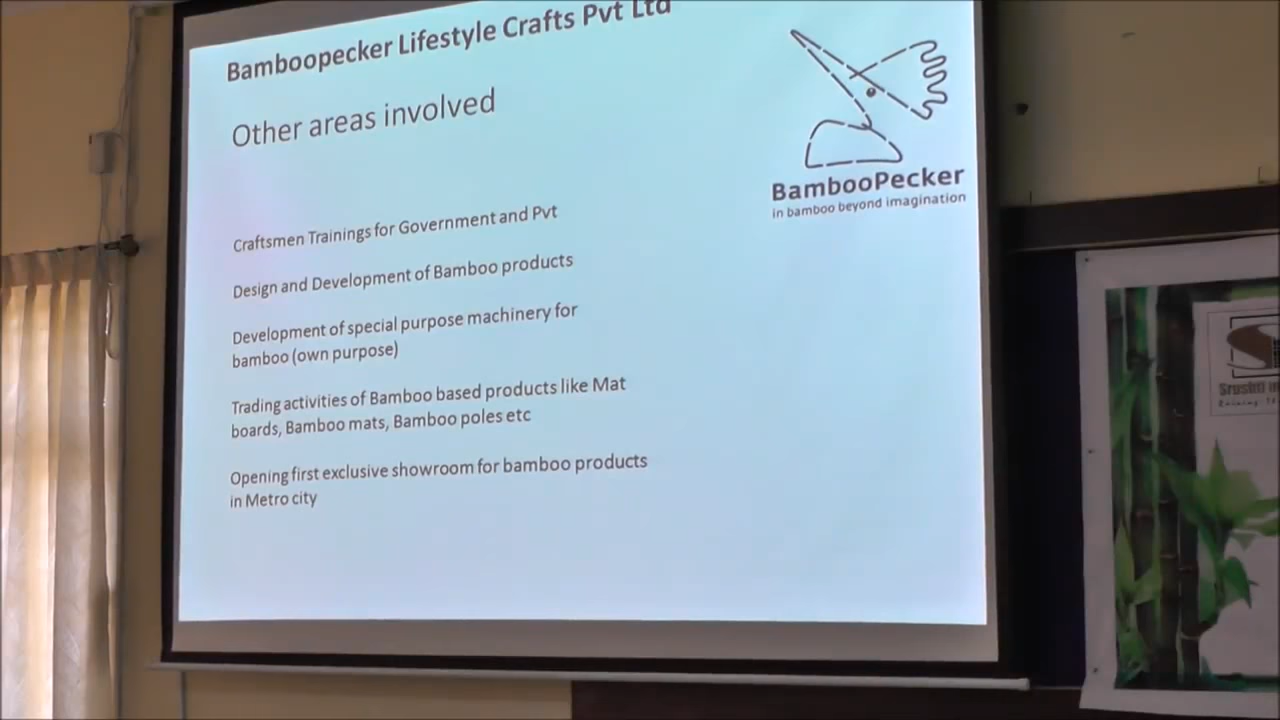 Bamboopecker Lifestyle Crafts Pvt Ltd
Other areas involved
BambooPecker
in bamboo beyond imagination
Craftsmen Trainings for Government and Pvt
Design and Development of Bamboo products
Development of special purpose machinery for
bamboo (own purpose)
Trading activities of Bamboo based products like Mat
boards, Bamboo mats, Bamboo poles etc
Opening first exclusive showroom for bamboo products
in Metro city